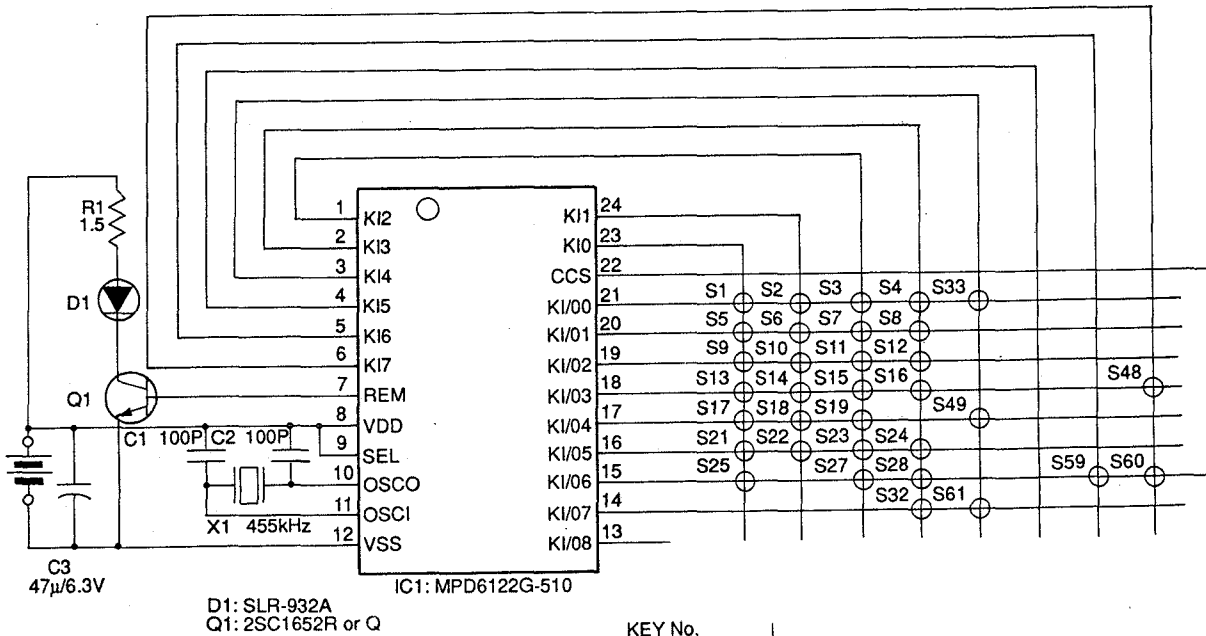 R1
1.5
D1
Q1
C1 100P C2 100P
X1 455kHz
C3
47µ/6.3V
1 KI2
2 KI3
3 KI4
4 KI5
5 KI6
6 KI7
7 REM
8 VDD
9 SEL
10 OSCO
11 OSCI
12 VSS
KI1 24
KI0 23
CCS 22
KI/00 21
KI/01 20
KI/02 19
KI/03 18
KI/04 17
KI/05 16
KI/06 15
KI/07 14
KI/08 13
S1 S2 S3 S4 S33
S5 S6 S7 S8
S9 S10 S11 S12
S13 S14 S15 S16 S48
S17 S18 S19 S49
S21 S22 S23 S24
S25 S27 S28 S59 S60
S32 S61
IC1: MPD6122G-510
D1: SLR-932A
Q1: 2SC1652R or Q
KEY No.